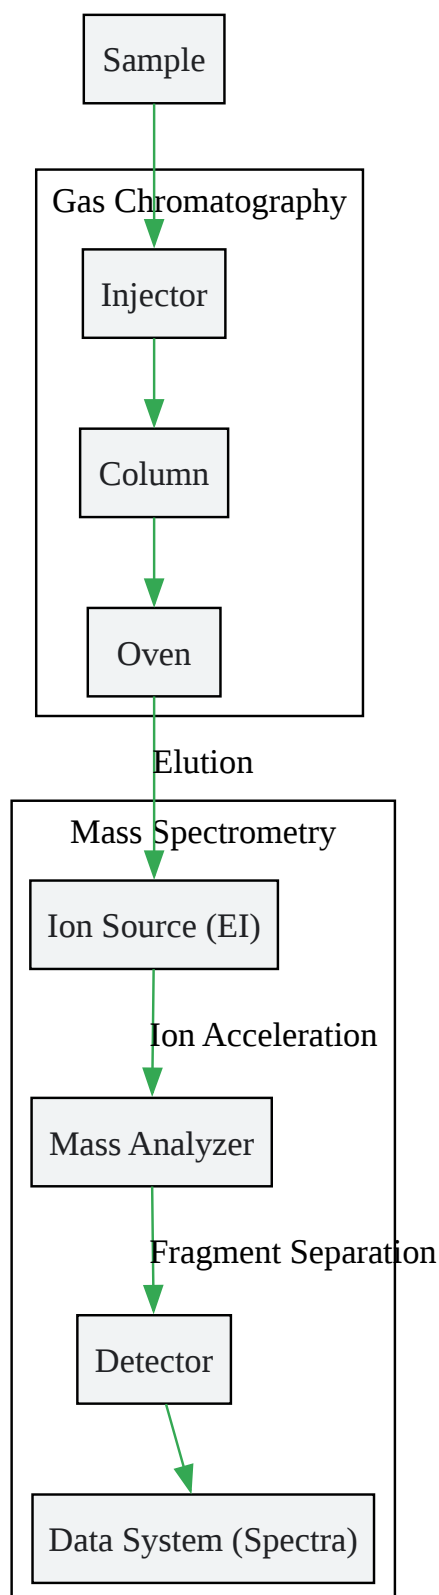 Sample
Gas Chromatography
Injector
Column
Oven
Elution
Mass Spectrometry
Ion Source (EI)
Ion Acceleration
Mass Analyzer
Fragment Separation
Detector
Data System (Spectra)